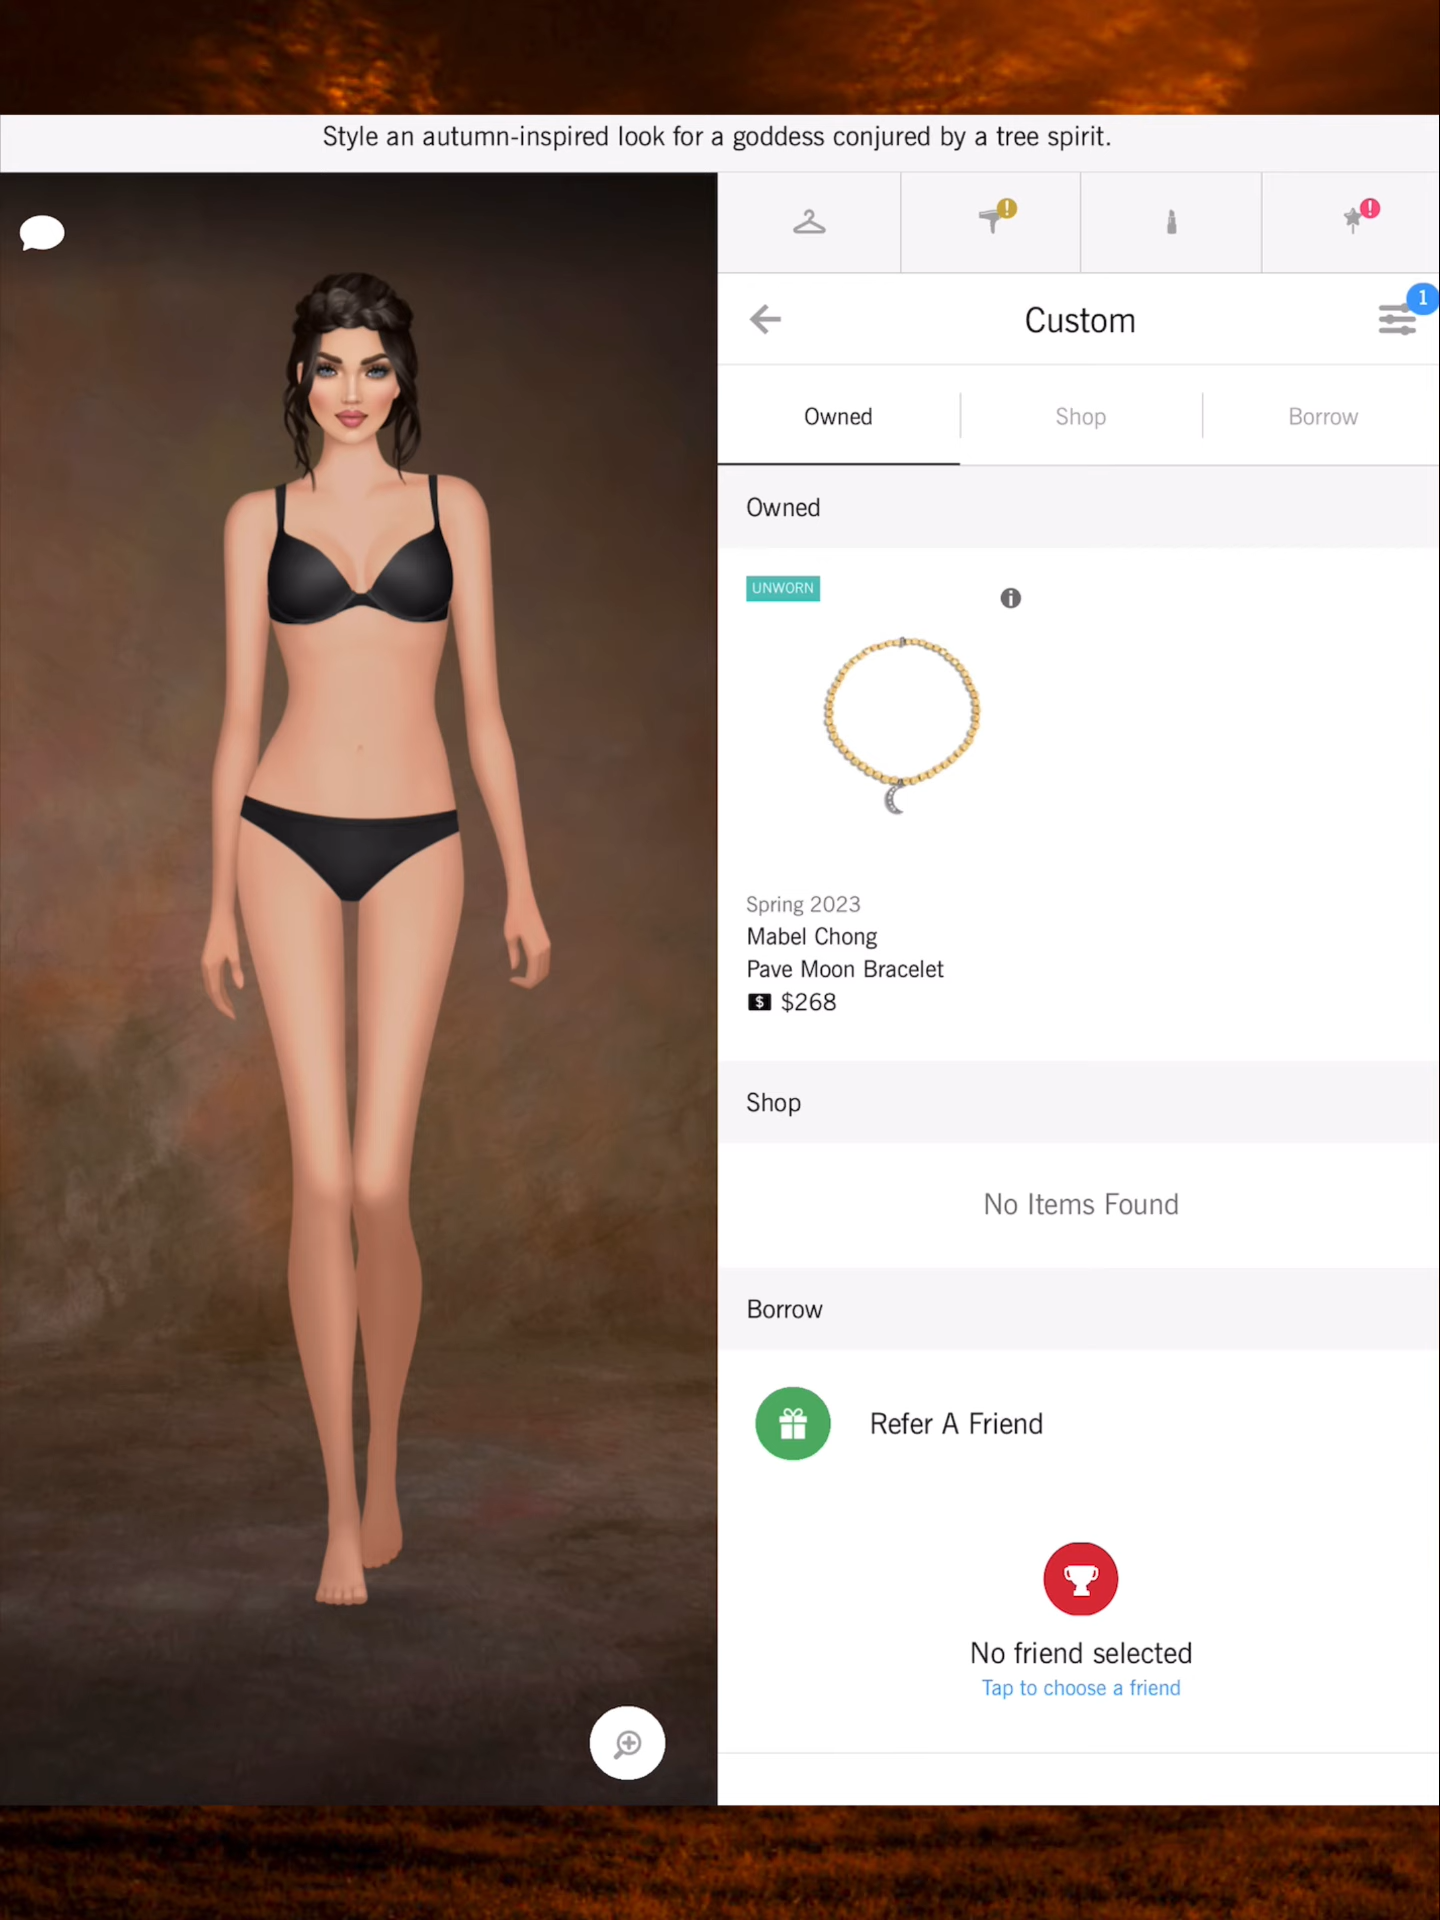 Style an autumn-inspired look for a goddess conjured by a tree spirit.
!
!
Custom
1
Owned
Shop
Borrow
Owned
UNWORN
i
Spring 2023
Mabel Chong
Pave Moon Bracelet
$ $268
Shop
No Items Found
Borrow
Refer A Friend
No friend selected
Tap to choose a friend